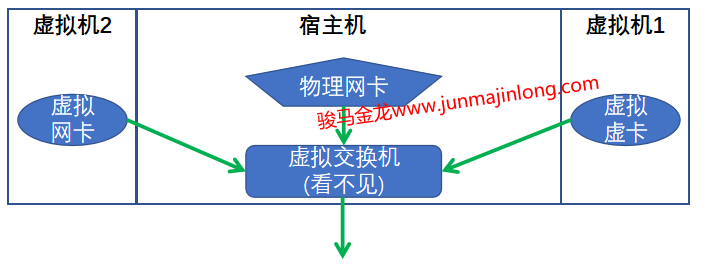 虚拟机2
宿主机
虚拟机1
物理网卡
骏马金龙www.junmajinlong.com
虚拟
网卡
虚拟
虚卡
虚拟交换机
(看不见)